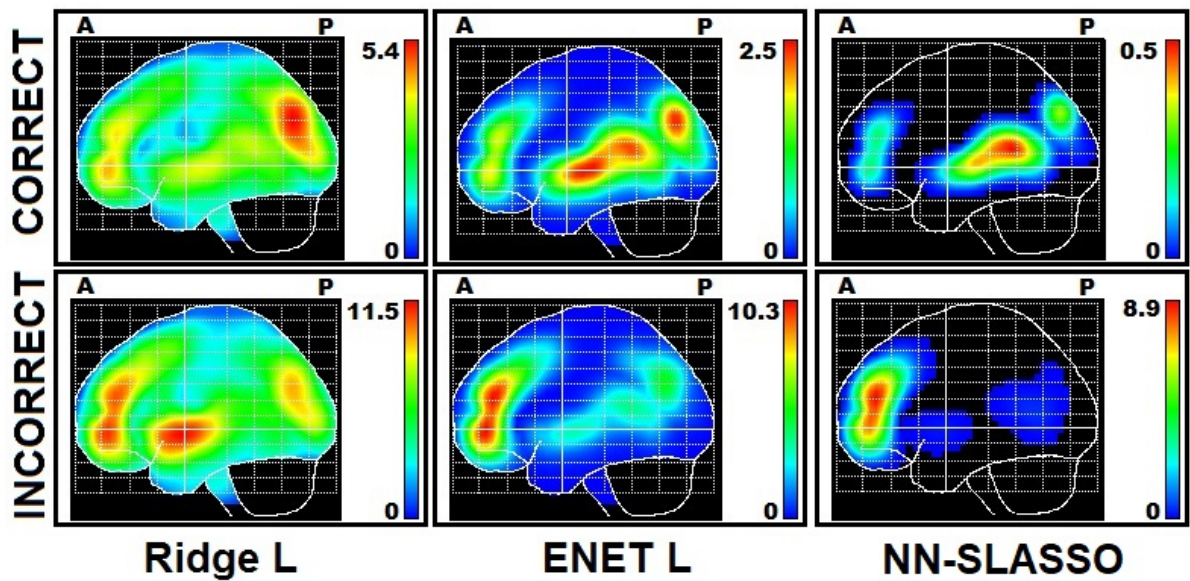 CORRECT
A P
5.4
0
A P
2.5
0
A P
0.5
0
INCORRECT
A P
11.5
0
A P
10.3
0
A P
8.9
0
Ridge L
ENET L
NN-SLASSO